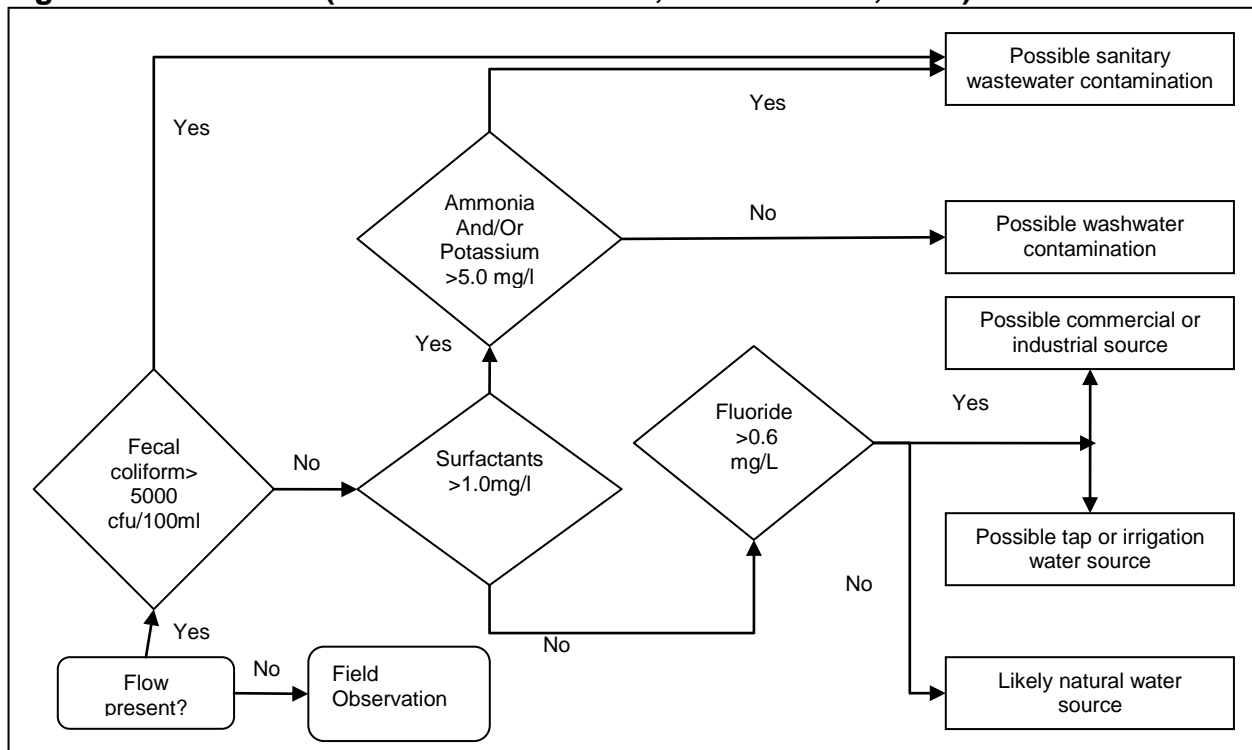 Possible sanitary
wastewater contamination
Yes
Yes
Ammonia
And/Or
Potassium
>5.0 mg/l
No
Possible washwater
contamination
Possible commercial or
industrial source
Yes
Fluoride
>0.6
mg/L
Yes
Fecal
coliform>
5000
cfu/100ml
No
Surfactants
>1.0mg/l
Possible tap or irrigation
water source
No
Yes
No
Flow
present?
No
Field
Observation
Likely natural water
source